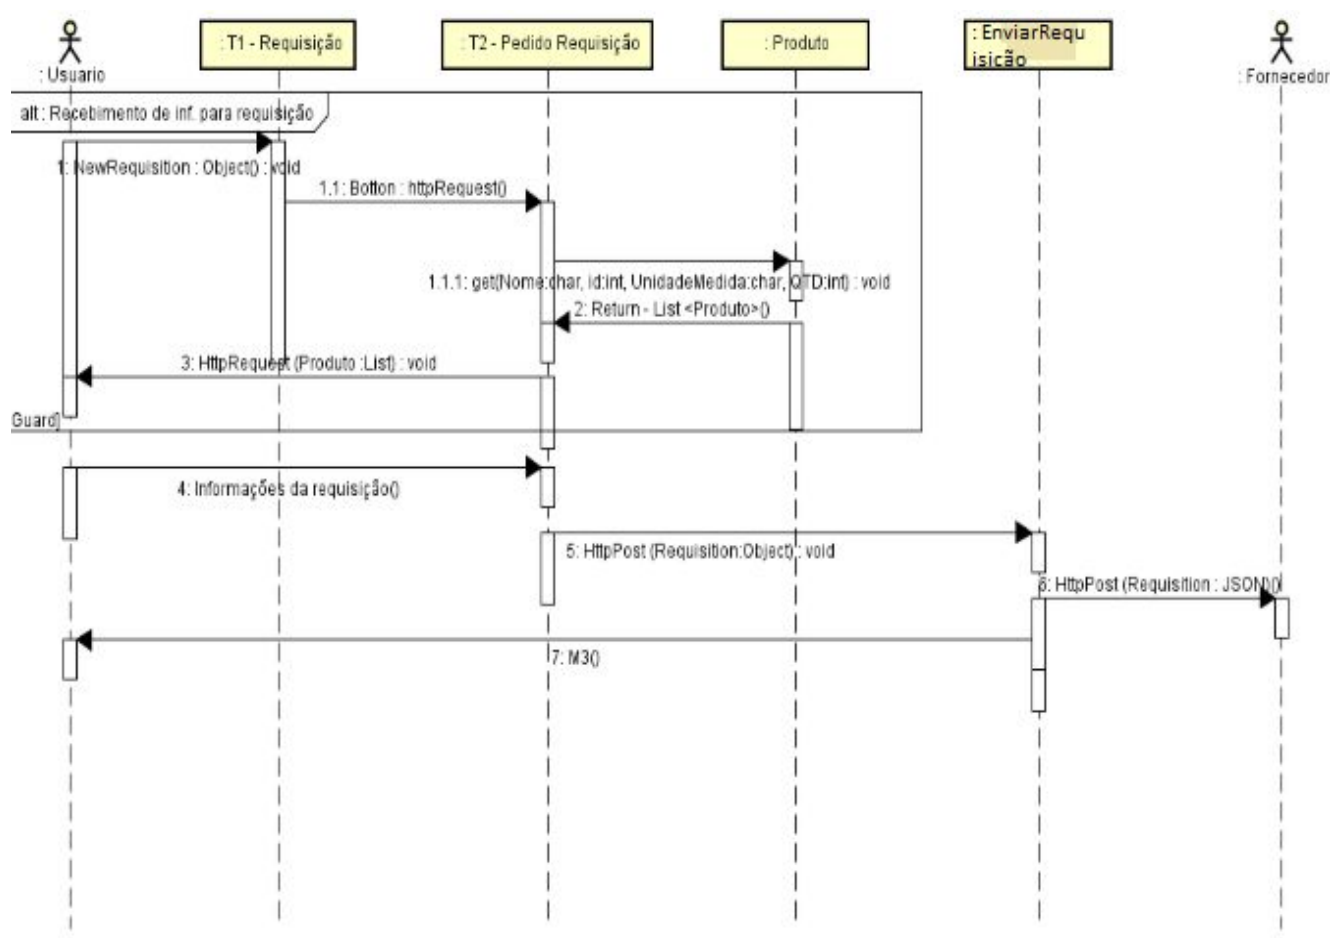 : Usuario
: T1 - Requisição
: T2 - Pedido Requisição
: Produto
: EnviarRequ
isicão
: Fornecedor
alt : Recebimento de inf. para requisição
1: NewRequisition : Object() : void
1.1: Botton : httpRequest()
1.1.1: get(Nome:char, id:int, UnidadeMedida:char, QTD:int) : void
2: Return - List <Produto>()
3: HttpRequest (Produto :List) : void
Guard]
4: Informações da requisição()
5: HttpPost (Requisition:Object) : void
6: HttpPost (Requisition : JSON)()
7: M3()